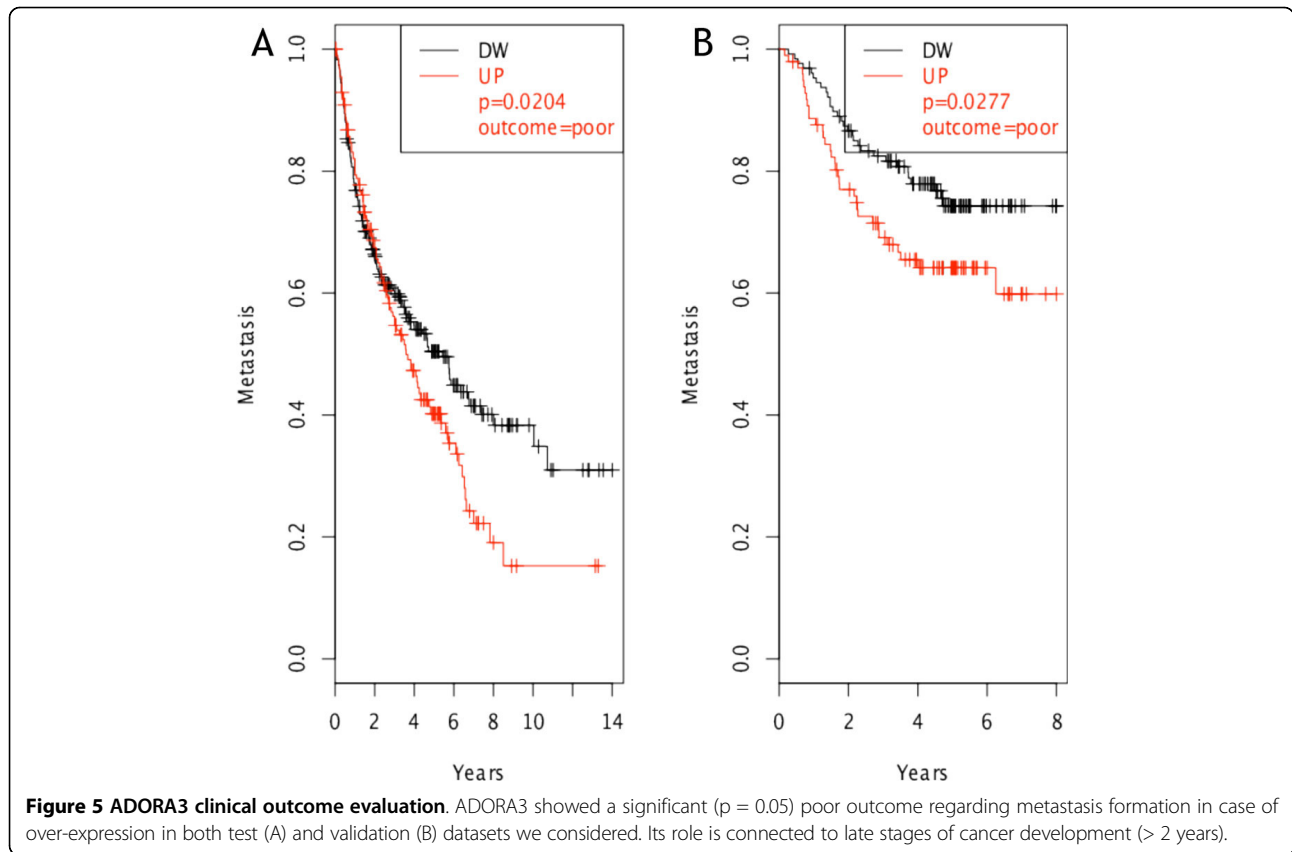 A
DW
UP
p=0.0204
outcome=poor
Metastasis
1.0
0.8
0.6
0.4
0.2
0.0
0 2 4 6 8 10 14
Years
B
DW
UP
p=0.0277
outcome=poor
Metastasis
1.0
0.8
0.6
0.4
0.2
0.0
0 2 4 6 8
Years
Figure 5 ADORA3 clinical outcome evaluation. ADORA3 showed a significant (p = 0.05) poor outcome regarding metastasis formation in case of
over-expression in both test (A) and validation (B) datasets we considered. Its role is connected to late stages of cancer development (> 2 years).